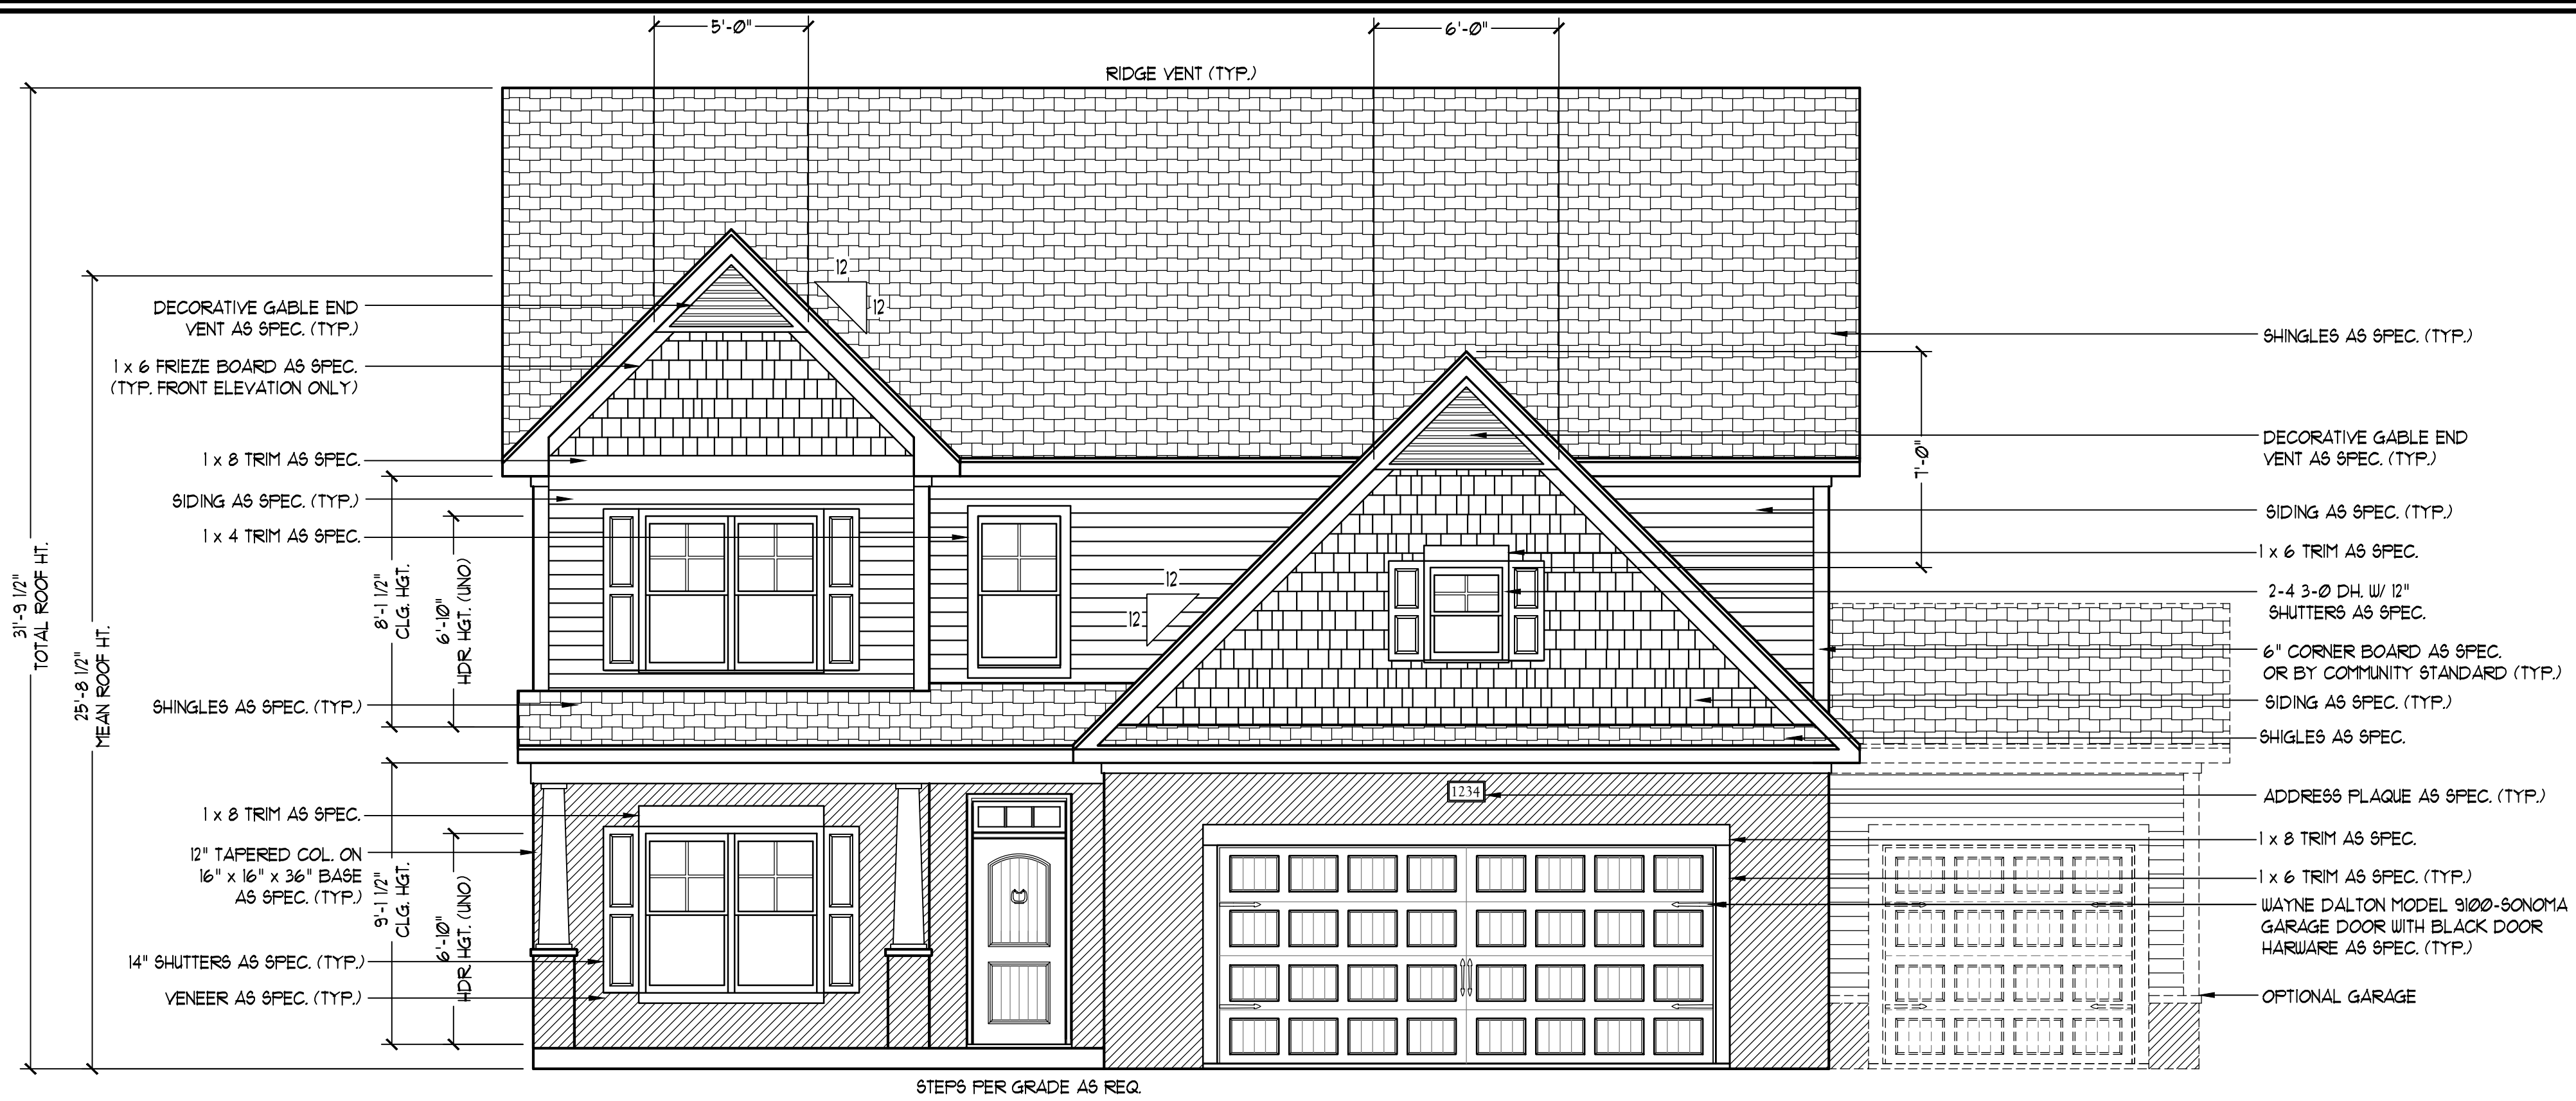 5'-0"
6'-0"
RIDGE VENT (TYP.)
31'-9 1/2"
TOTAL ROOF HT.
25'-8 1/2"
MEAN ROOF HT.
DECORATIVE GABLE END
VENT AS SPEC. (TYP.)
1 x 6 FRIEZE BOARD AS SPEC.
(TYP. FRONT ELEVATION ONLY)
1 x 8 TRIM AS SPEC.
SIDING AS SPEC. (TYP.)
1 x 4 TRIM AS SPEC.
8'-1 1/2"
CLG. HGT.
6'-10"
HDR. HGT. (UNO)
SHINGLES AS SPEC. (TYP.)
1 x 8 TRIM AS SPEC.
12" TAPERED COL. ON
16" x 16" x 36" BASE
AS SPEC. (TYP.)
9'-1 1/2"
CLG. HGT.
6'-10"
HDR. HGT. (UNO)
14" SHUTTERS AS SPEC. (TYP.)
VENEER AS SPEC. (TYP.)
12
12
12
12
1234
STEPS PER GRADE AS REQ.
SHINGLES AS SPEC. (TYP.)
7'-0"
DECORATIVE GABLE END
VENT AS SPEC. (TYP.)
SIDING AS SPEC. (TYP.)
1 x 6 TRIM AS SPEC.
2-4 3-0 DH. W/ 12"
SHUTTERS AS SPEC.
6" CORNER BOARD AS SPEC.
OR BY COMMUNITY STANDARD (TYP.)
SIDING AS SPEC. (TYP.)
SHIGLES AS SPEC.
ADDRESS PLAQUE AS SPEC. (TYP.)
1 x 8 TRIM AS SPEC.
1 x 6 TRIM AS SPEC. (TYP.)
WAYNE DALTON MODEL 9100-SONOMA
GARAGE DOOR WITH BLACK DOOR
HARWARE AS SPEC. (TYP.)
OPTIONAL GARAGE